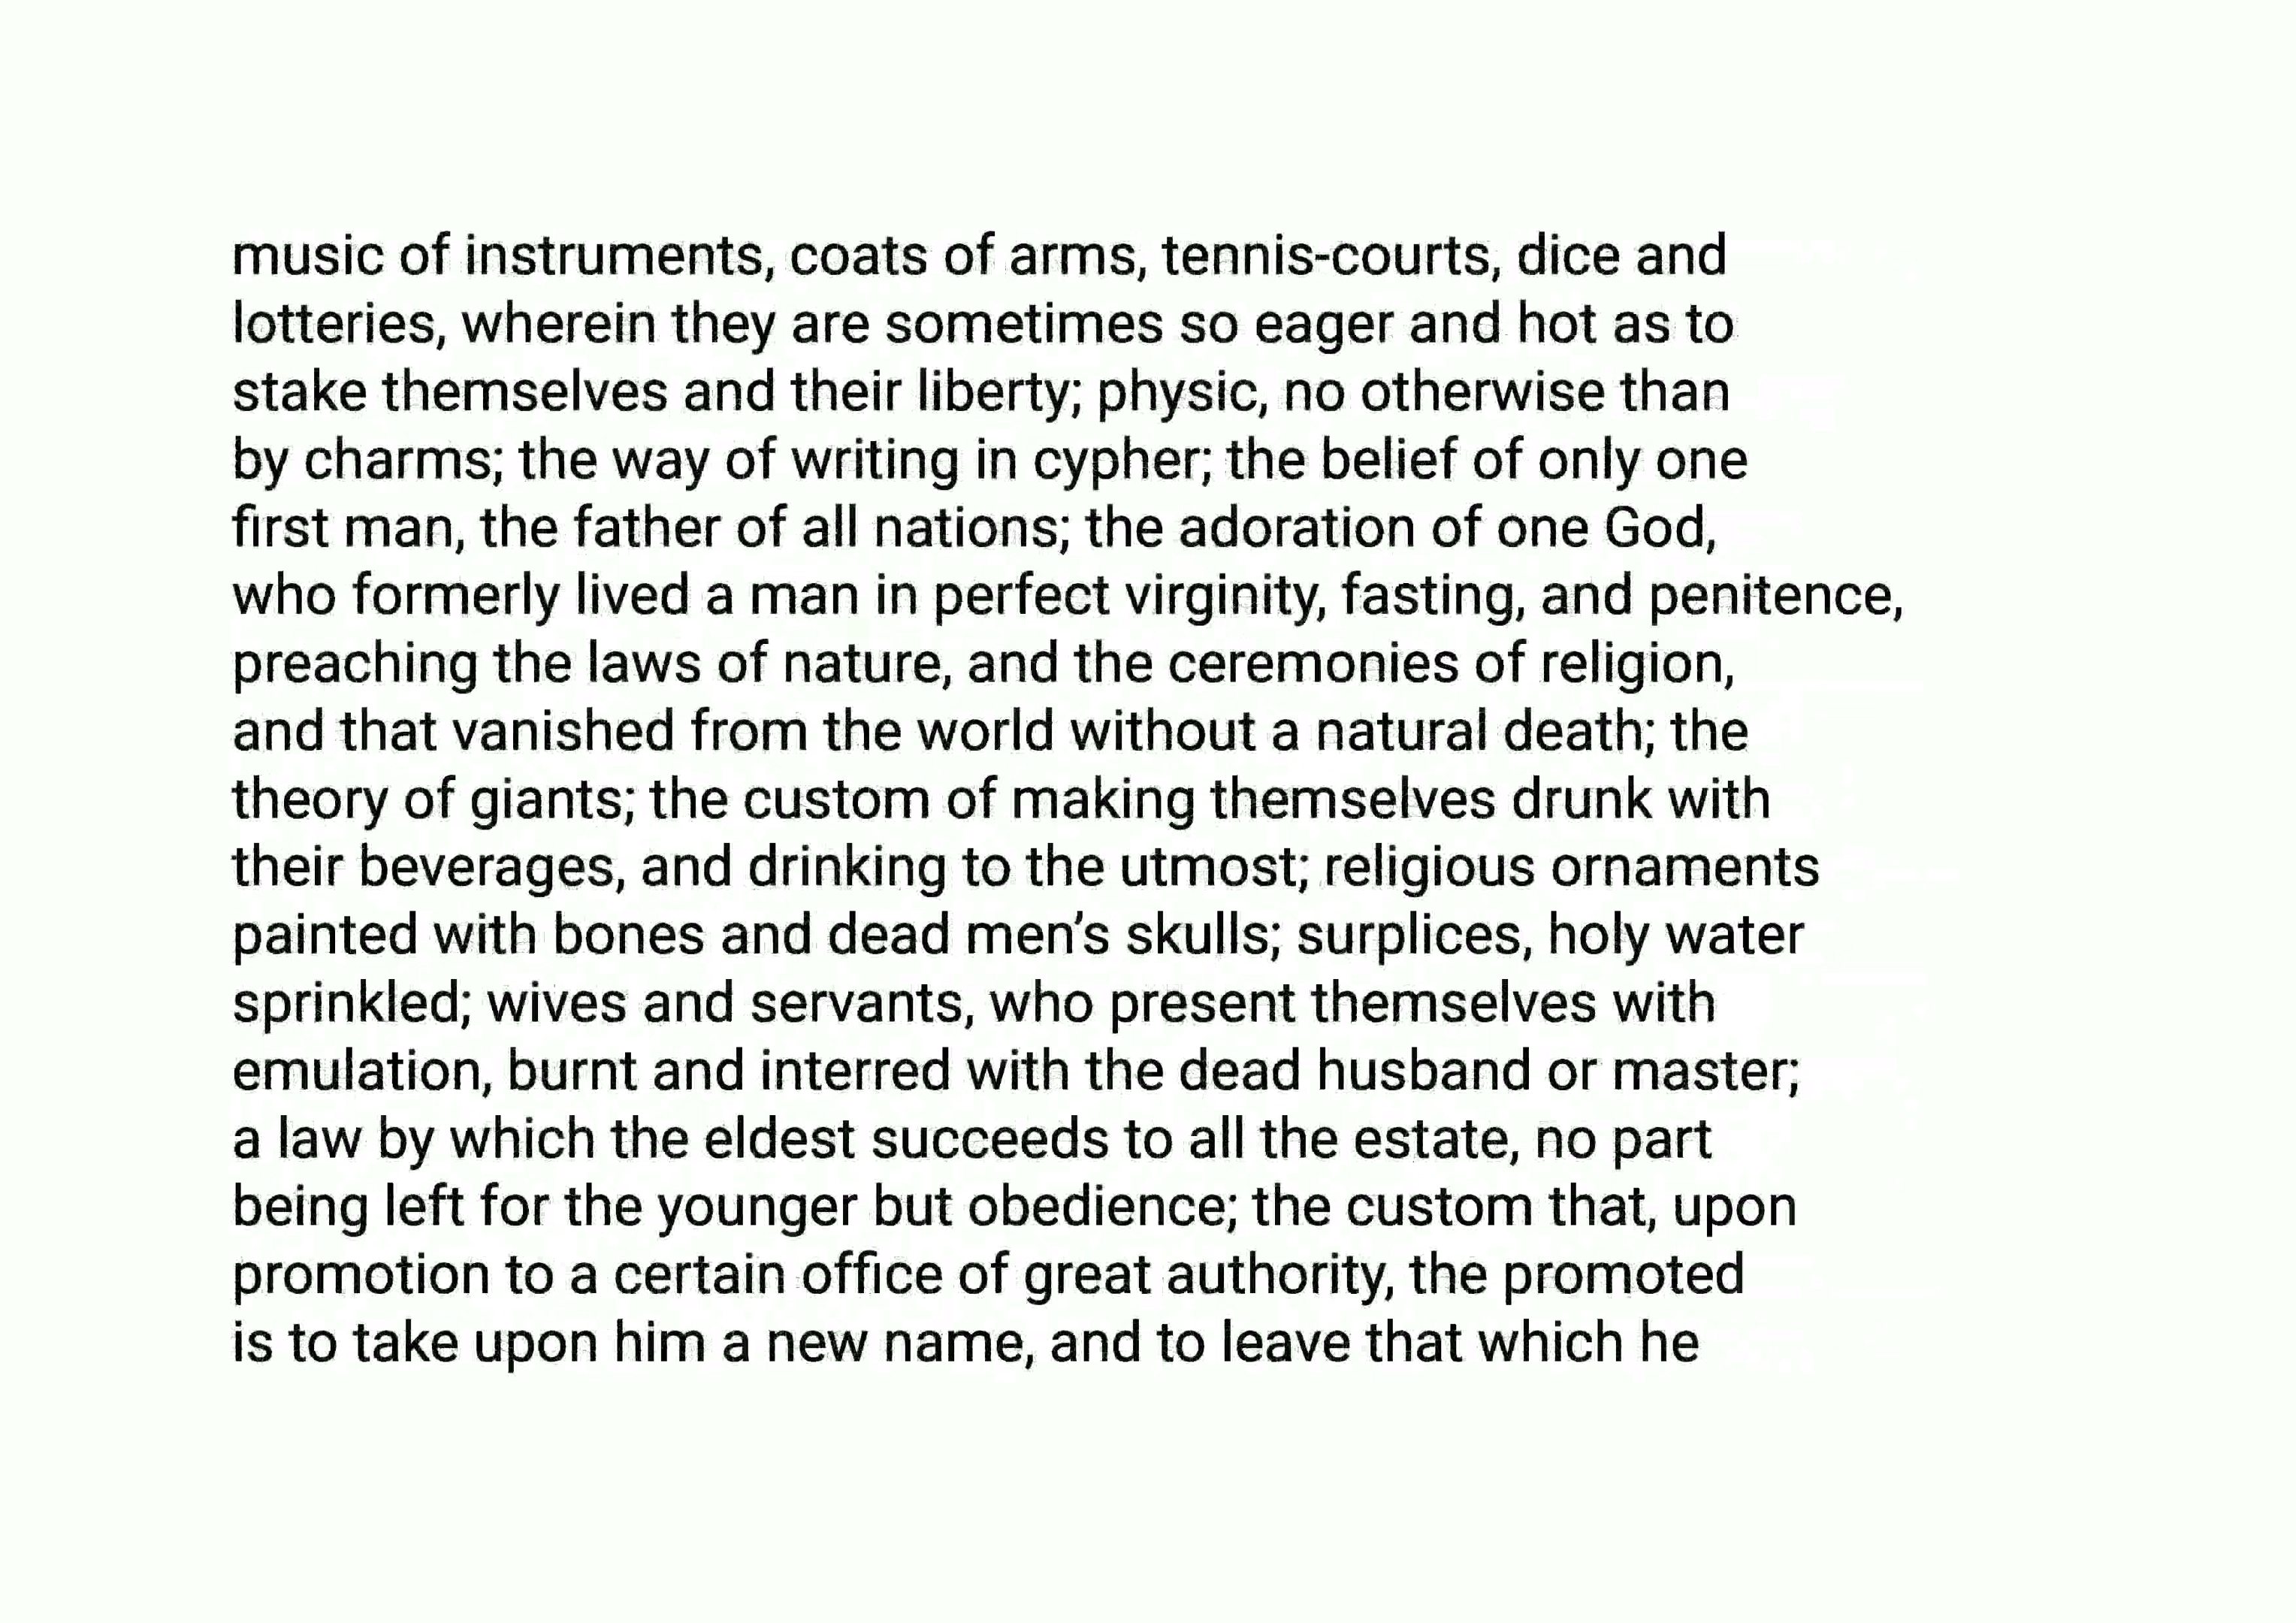 music of instruments, coats of arms, tennis-courts, dice and
lotteries, wherein they are sometimes so eager and hot as to
stake themselves and their liberty; physic, no otherwise than
by charms; the way of writing in cypher; the belief of only one
first man, the father of all nations; the adoration of one God,
who formerly lived a man in perfect virginity, fasting, and penitence,
preaching the laws of nature, and the ceremonies of religion,
and that vanished from the world without a natural death; the
theory of giants; the custom of making themselves drunk with
their beverages, and drinking to the utmost; religious ornaments
painted with bones and dead men’s skulls; surplices, holy water
sprinkled; wives and servants, who present themselves with
emulation, burnt and interred with the dead husband or master;
a law by which the eldest succeeds to all the estate, no part
being left for the younger but obedience; the custom that, upon
promotion to a certain office of great authority, the promoted
is to take upon him a new name, and to leave that which he